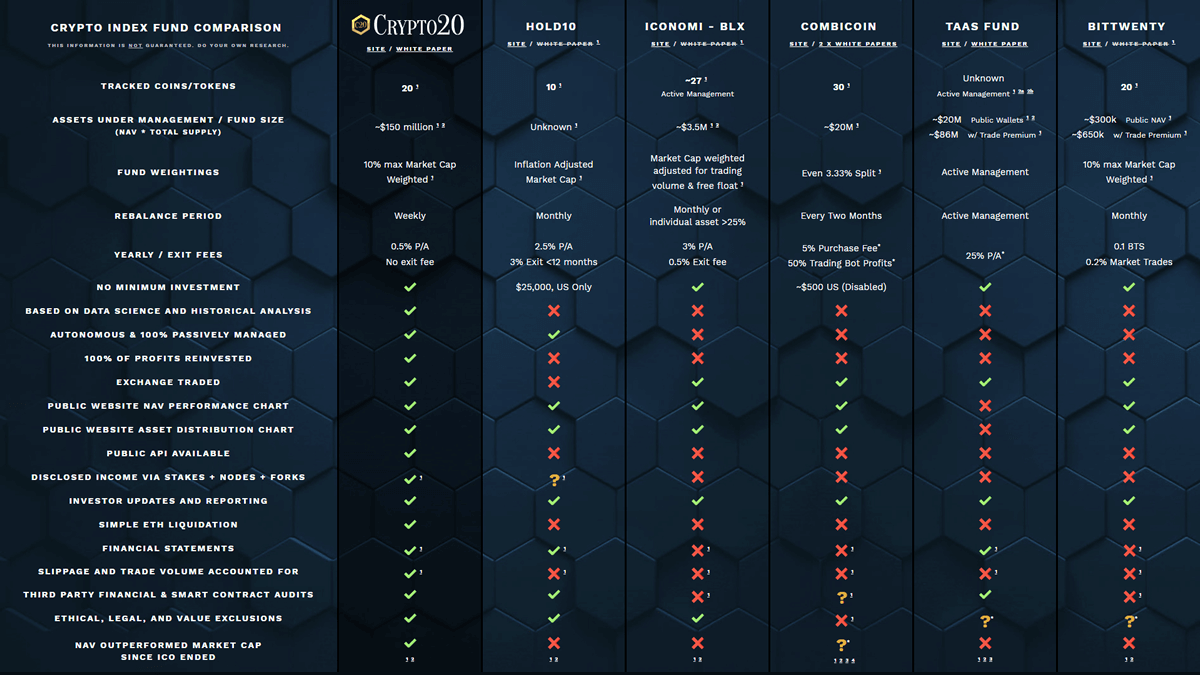 CRYPTO INDEX FUND COMPARISON
THIS INFORMATION IS NOT GUARANTEED. DO YOUR OWN RESEARCH.
C20 CRYPTO20
SITE / WHITE PAPER
HOLD10
SITE / WHITE PAPER 1
ICONOMI - BLX
SITE / WHITE PAPER 1
COMBICOIN
SITE / 2 X WHITE PAPERS
TAAS FUND
SITE / WHITE PAPER
BITTWENTY
SITE / WHITE PAPER 1
TRACKED COINS/TOKENS
20 1
10 1
~27 1
Active Management
30 1
Unknown
Active Management 1 2a 2b
20 1
ASSETS UNDER MANAGEMENT / FUND SIZE
(NAV * TOTAL SUPPLY)
~$150 million 1 2
Unknown 1
~$3.5M 1 2
~$20M 1
~$20M Public Wallets 1 2
~$86M w/ Trade Premium 1
~$300k Public NAV 1
~$650k w/ Trade Premium 1
FUND WEIGHTINGS
10% max Market Cap
Weighted 1
Inflation Adjusted
Market Cap 1
Market Cap weighted
adjusted for trading
volume & free float 1
Even 3.33% Split 1
Active Management
10% max Market Cap
Weighted 1
REBALANCE PERIOD
Weekly
Monthly
Monthly or
individual asset >25%
Every Two Months
Active Management
Monthly
YEARLY / EXIT FEES
0.5% P/A
No exit fee
2.5% P/A
3% Exit <12 months
3% P/A
0.5% Exit fee
5% Purchase Fee*
50% Trading Bot Profits*
25% P/A*
0.1 BTS
0.2% Market Trades
NO MINIMUM INVESTMENT
$25,000, US Only
~$500 US (Disabled)
BASED ON DATA SCIENCE AND HISTORICAL ANALYSIS
AUTONOMOUS & 100% PASSIVELY MANAGED
100% OF PROFITS REINVESTED
EXCHANGE TRADED
PUBLIC WEBSITE NAV PERFORMANCE CHART
PUBLIC WEBSITE ASSET DISTRIBUTION CHART
PUBLIC API AVAILABLE
DISCLOSED INCOME VIA STAKES + NODES + FORKS
1
? 1
INVESTOR UPDATES AND REPORTING
SIMPLE ETH LIQUIDATION
FINANCIAL STATEMENTS
1
1
1
1
1
1
SLIPPAGE AND TRADE VOLUME ACCOUNTED FOR
1
1
1
1
1
1
THIRD PARTY FINANCIAL & SMART CONTRACT AUDITS
1
? 1
1
ETHICAL, LEGAL, AND VALUE EXCLUSIONS
1
?*
?*
NAV OUTPERFORMED MARKET CAP
SINCE ICO ENDED
1 2
1 2
1 2
?*
1 2 3 4
1 2 3
1 2